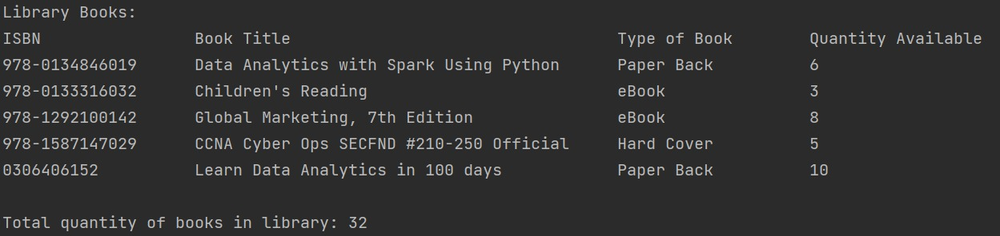 Library Books:
ISBN Book Title Type of Book Quantity Available
978-0134846019 Data Analytics with Spark Using Python Paper Back 6
978-0133316032 Children's Reading eBook 3
978-1292100142 Global Marketing, 7th Edition eBook 8
978-1587147029 CCNA Cyber Ops SECFND #210-250 Official Hard Cover 5
0306406152 Learn Data Analytics in 100 days Paper Back 10
Total quantity of books in library: 32